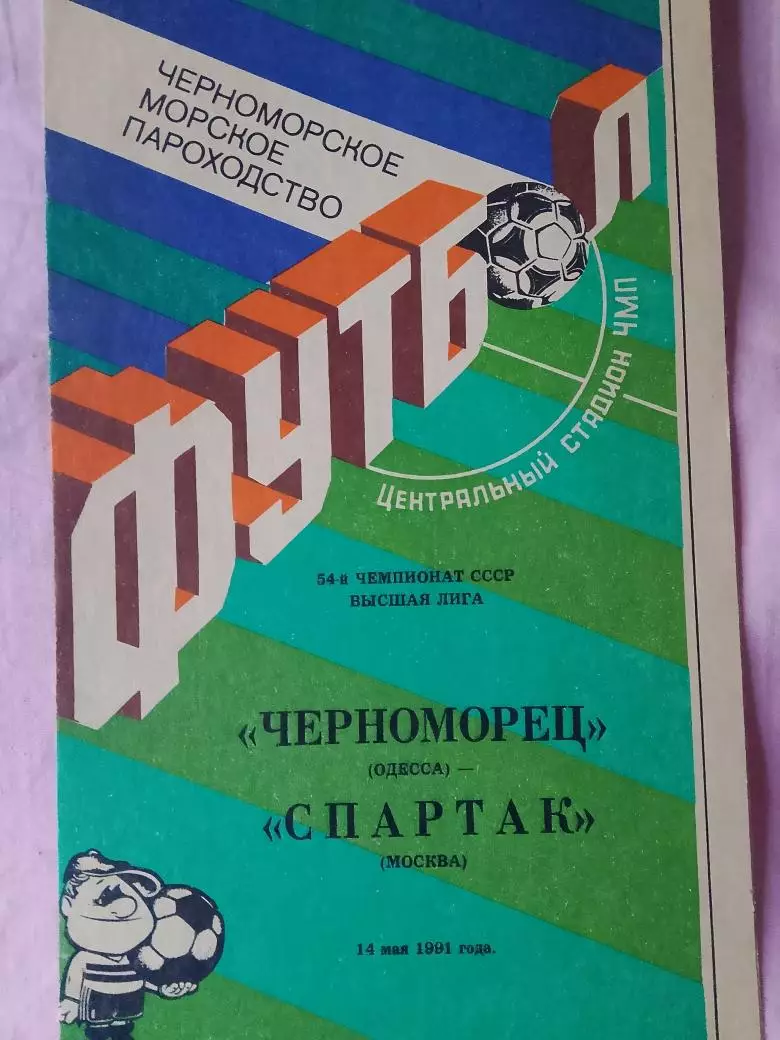 ЧЕРНОМОРСКОЕ
МОРСКОЕ
ПАРОХОДСТВО
ФУТБОЛ
ЦЕНТРАЛЬНЫЙ СТАДИОН ЧМП
54-й ЧЕМПИОНАТ СССР
ВЫСШАЯ ЛИГА
«ЧЕРНОМОРЕЦ»
(ОДЕССА) —
«СПАРТАК»
(МОСКВА)
14 мая 1991 года.